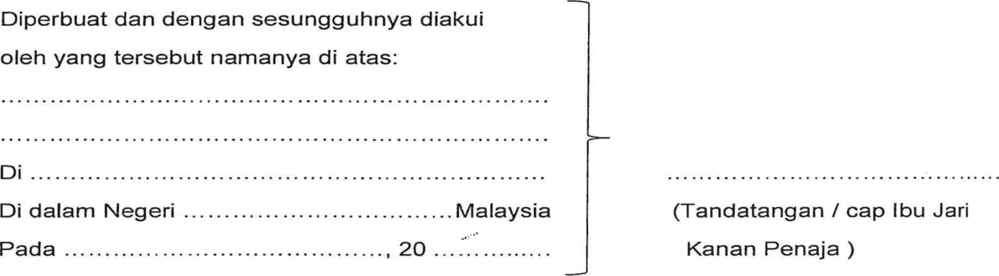 Diperbuat dan dengan sesungguhnya diakui
oleh yang tersebut namanya di atas:
....................................................................
....................................................................
Di ................................................................
Di dalam Negeri .................................Malaysia
Pada ......................................., 20 ...............
..........................................
(Tandatangan / cap Ibu Jari
Kanan Penaja )